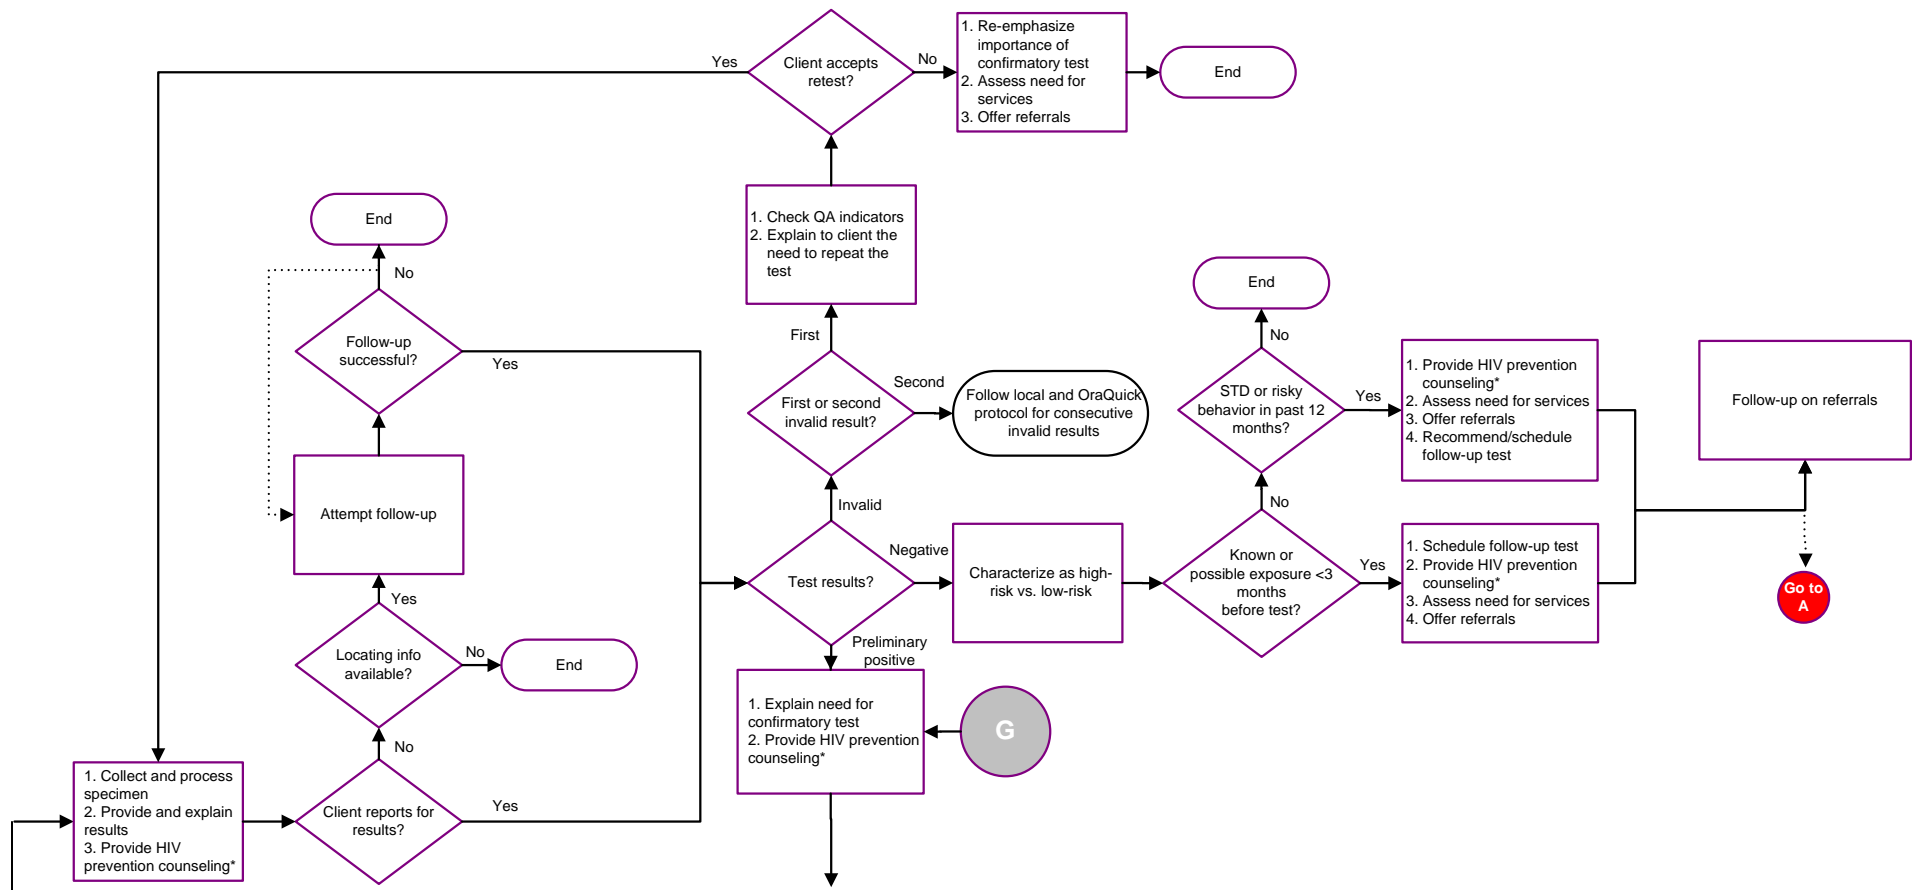 Yes
Client accepts
retest?
No
1. Re-emphasize
importance of
confirmatory test
2. Assess need for
services
3. Offer referrals
End
1. Check QA indicators
2. Explain to client the
need to repeat the
test
End
No
Follow-up
successful?
Yes
First
First or second
invalid result?
Second
Follow local and OraQuick
protocol for consecutive
invalid results
End
No
STD or risky
behavior in past 12
months?
Yes
1. Provide HIV prevention
counseling*
2. Assess need for services
3. Offer referrals
4. Recommend/schedule
follow-up test
Follow-up on referrals
Attempt follow-up
Invalid
Test results?
Negative
Characterize as high-
risk vs. low-risk
No
Known or
possible exposure <3
months
before test?
Yes
1. Schedule follow-up test
2. Provide HIV prevention
counseling*
3. Assess need for services
4. Offer referrals
Go to
A
Yes
Locating info
available?
No
End
Preliminary
positive
1. Explain need for
confirmatory test
2. Provide HIV prevention
counseling*
G
No
1. Collect and process
specimen
2. Provide and explain
results
3. Provide HIV
prevention counseling*
Client reports for
results?
Yes